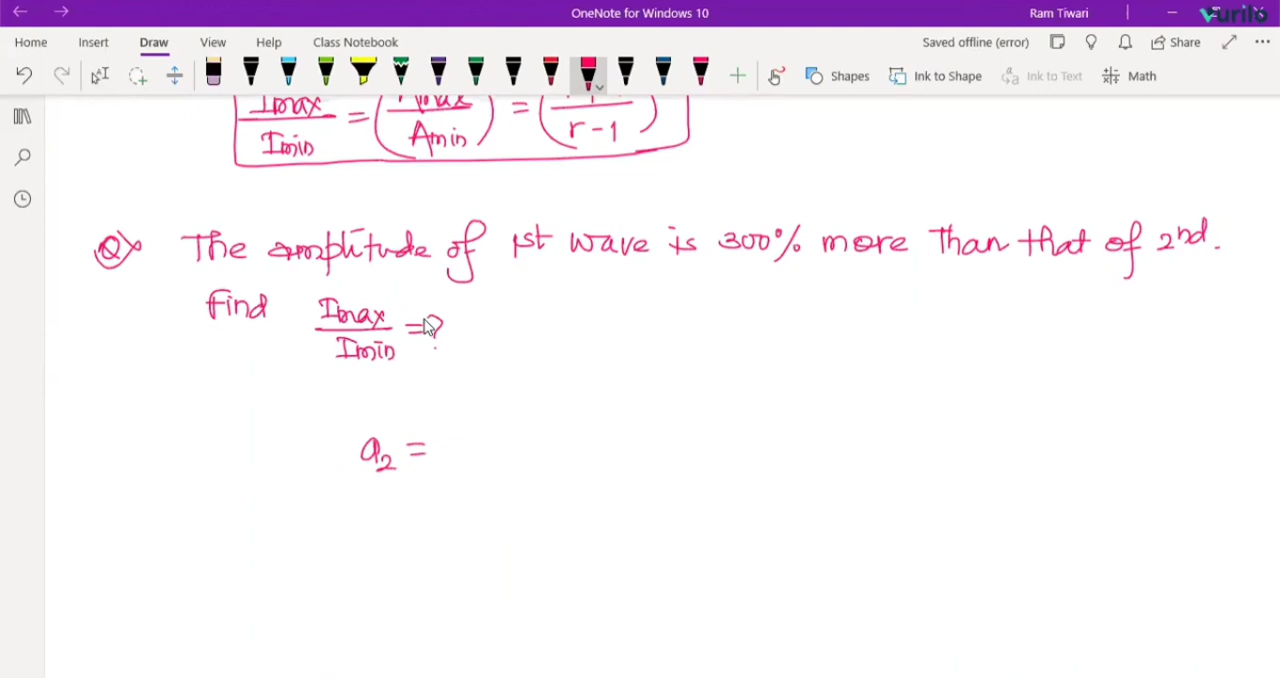 OneNote for Windows 10
Ram Tiwari
vurilo
Home Insert Draw View Help Class Notebook
Saved offline (error) Share
Shapes Ink to Shape Ink to Text Math
Imax/Imin = (Amax/Amin) = (/r-1)
Q The amplitude of 1st wave is 300% more Than that of 2nd.
Find Imax/Imin = ?
a₂ =